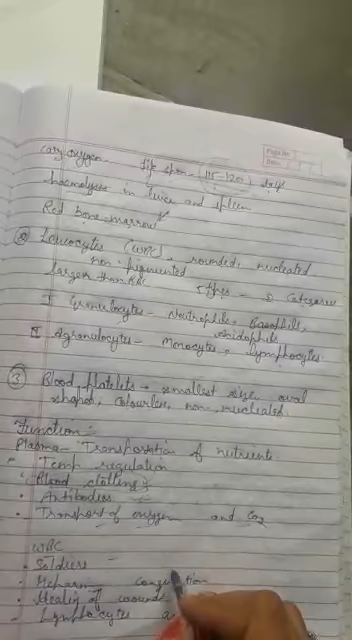 Page No.
Date
carry oxygen life span - 115-120 days
haemolysis in liver and spleen
Red bone marrow
② Leucocytes (WBC) - rounded, nucleated
non-pigmented
larger than RBC 5 types - 2 categories
I Granulocytes - Neutrophils, Basophils,
II Agranulocytes - Monocytes, Lymphocytes
③ Blood platelets - smallest size, oval
shaped, colourless, non-nucleated
Function :-
Plasma - Transportation of nutrients
- Temp regulation
Blood clotting
• Antibodies
• Transport of oxygen and CO2
WBC
• Soldiers
• Healing of wounds
- Lymphocytes